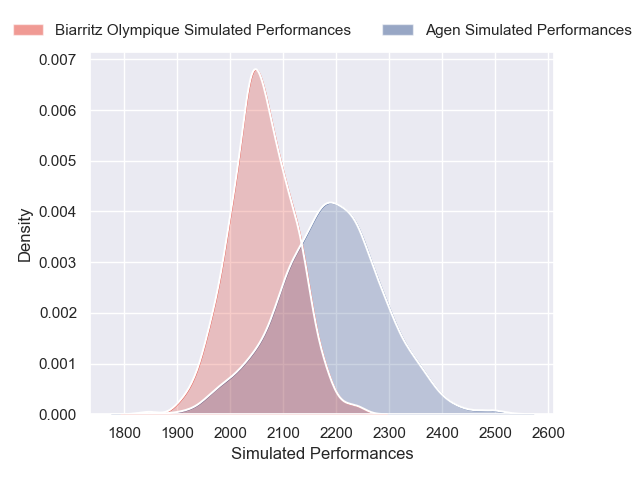 Biarritz Olympique Simulated Performances Agen Simulated Performances
0.007
0.006
0.005
0.004
0.003
0.002
0.001
0.000
Density
1800 1900 2000 2100 2200 2300 2400 2500 2600
Simulated Performances